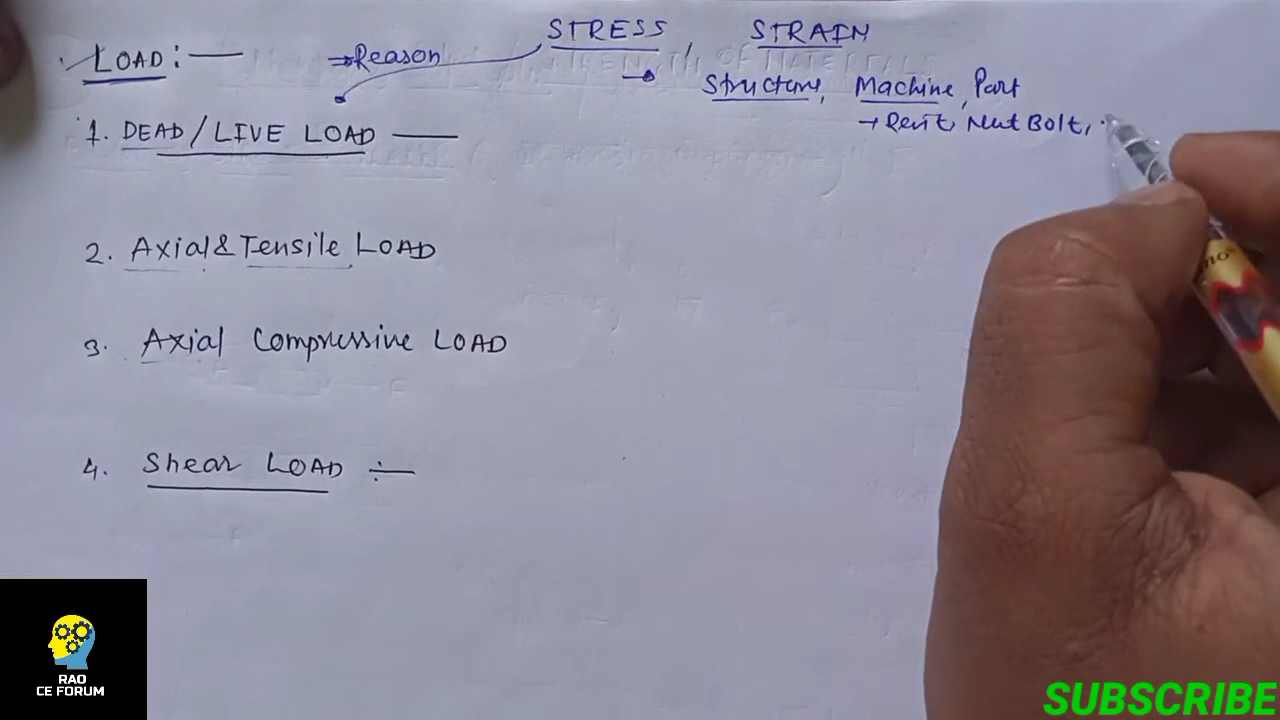 STRESS, STRAIN
LOAD:— ⇒Reason
Structure, Machine, Part
→ Revit, Nut Bolt,
1. DEAD/LIVE LOAD —
2. Axial & Tensile LOAD
3. Axial Compressive LOAD
4. Shear LOAD ÷
RAO
CE FORUM
SUBSCRIBE